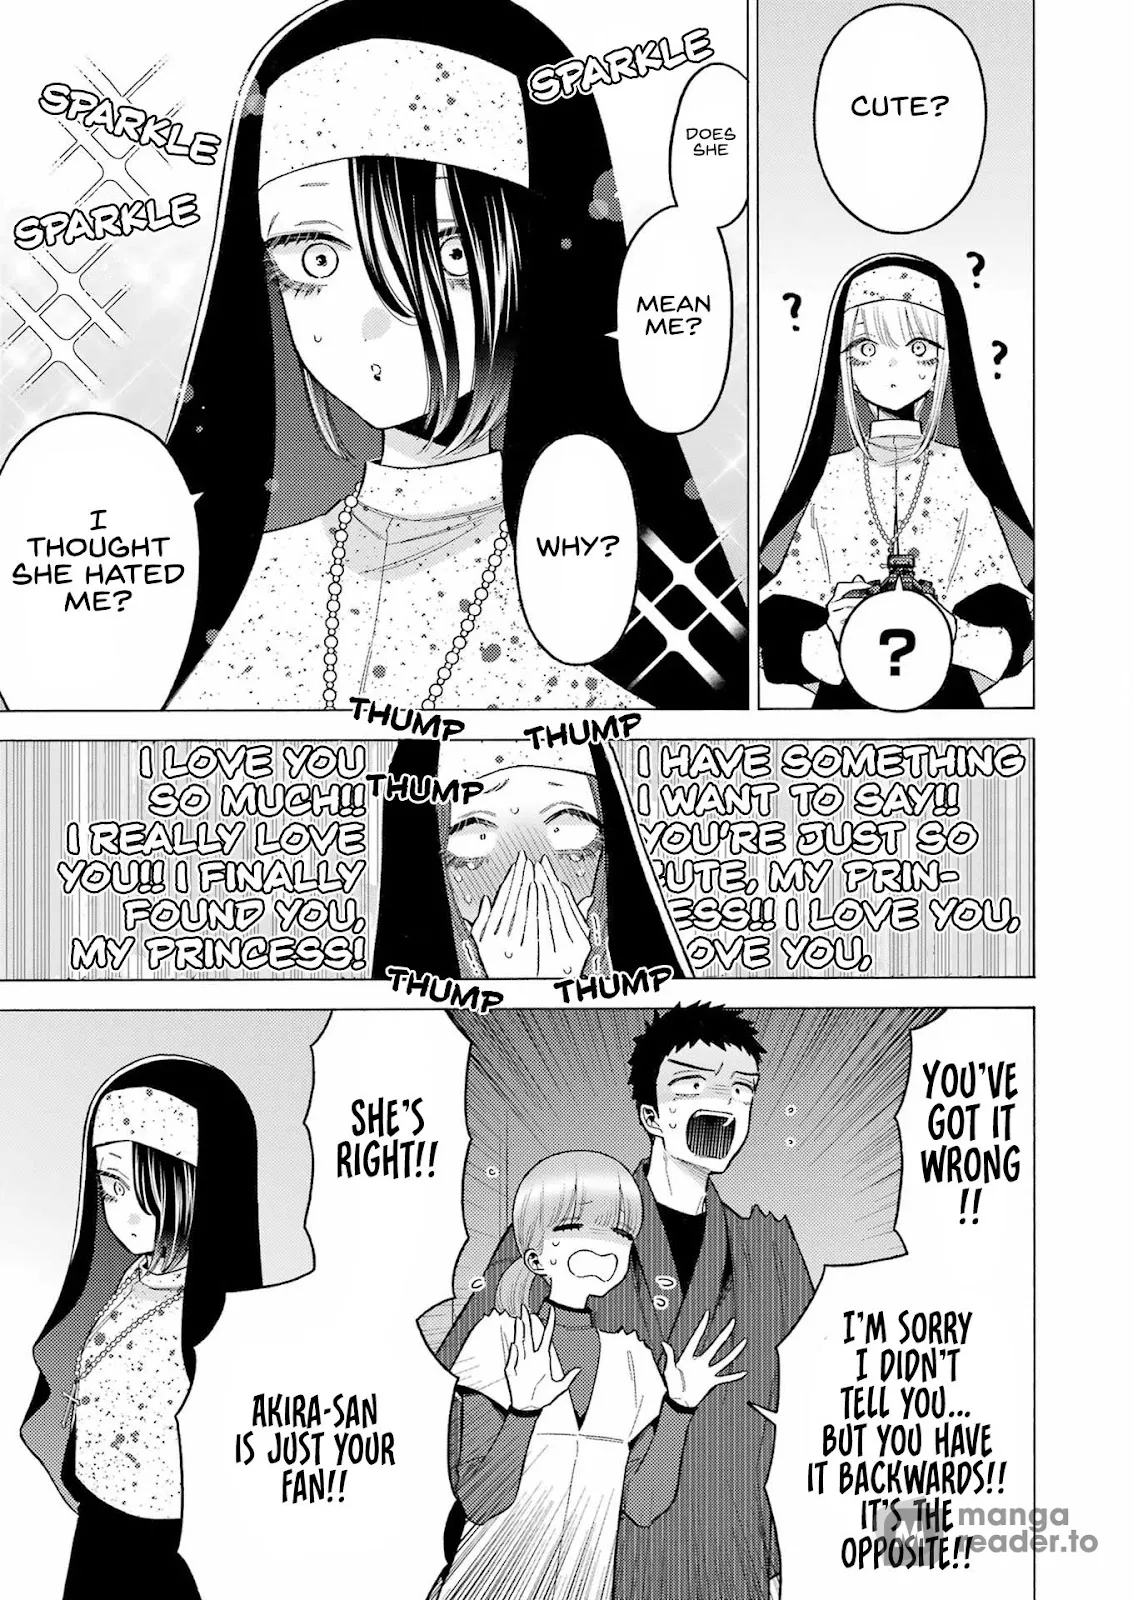 CUTE?
?
?
?
?
DOES
SHE
MEAN
ME?
SPARKLE
SPARKLE
SPARKLE
WHY?
I
THOUGHT
SHE HATED
ME?
THUMP
THUMP
THUMP
I HAVE SOMETHING
I WANT TO SAY!!
YOU'RE JUST SO
CUTE, MY PRIN-
ESS!! I LOVE YOU,
OVE YOU,
I LOVE YOU
SO MUCH!!
I REALLY LOVE
YOU!! I FINALLY
FOUND YOU,
MY PRINCESS!
THUMP
THUMP
YOU'VE
GOT IT
WRONG
!!
I'M SORRY
I DIDN'T
TELL YOU...
BUT YOU HAVE
IT BACKWARDS!!
IT'S THE
OPPOSITE!!
SHE'S
RIGHT!!
AKIRA-SAN
IS JUST YOUR
FAN!!
manga
reader.to